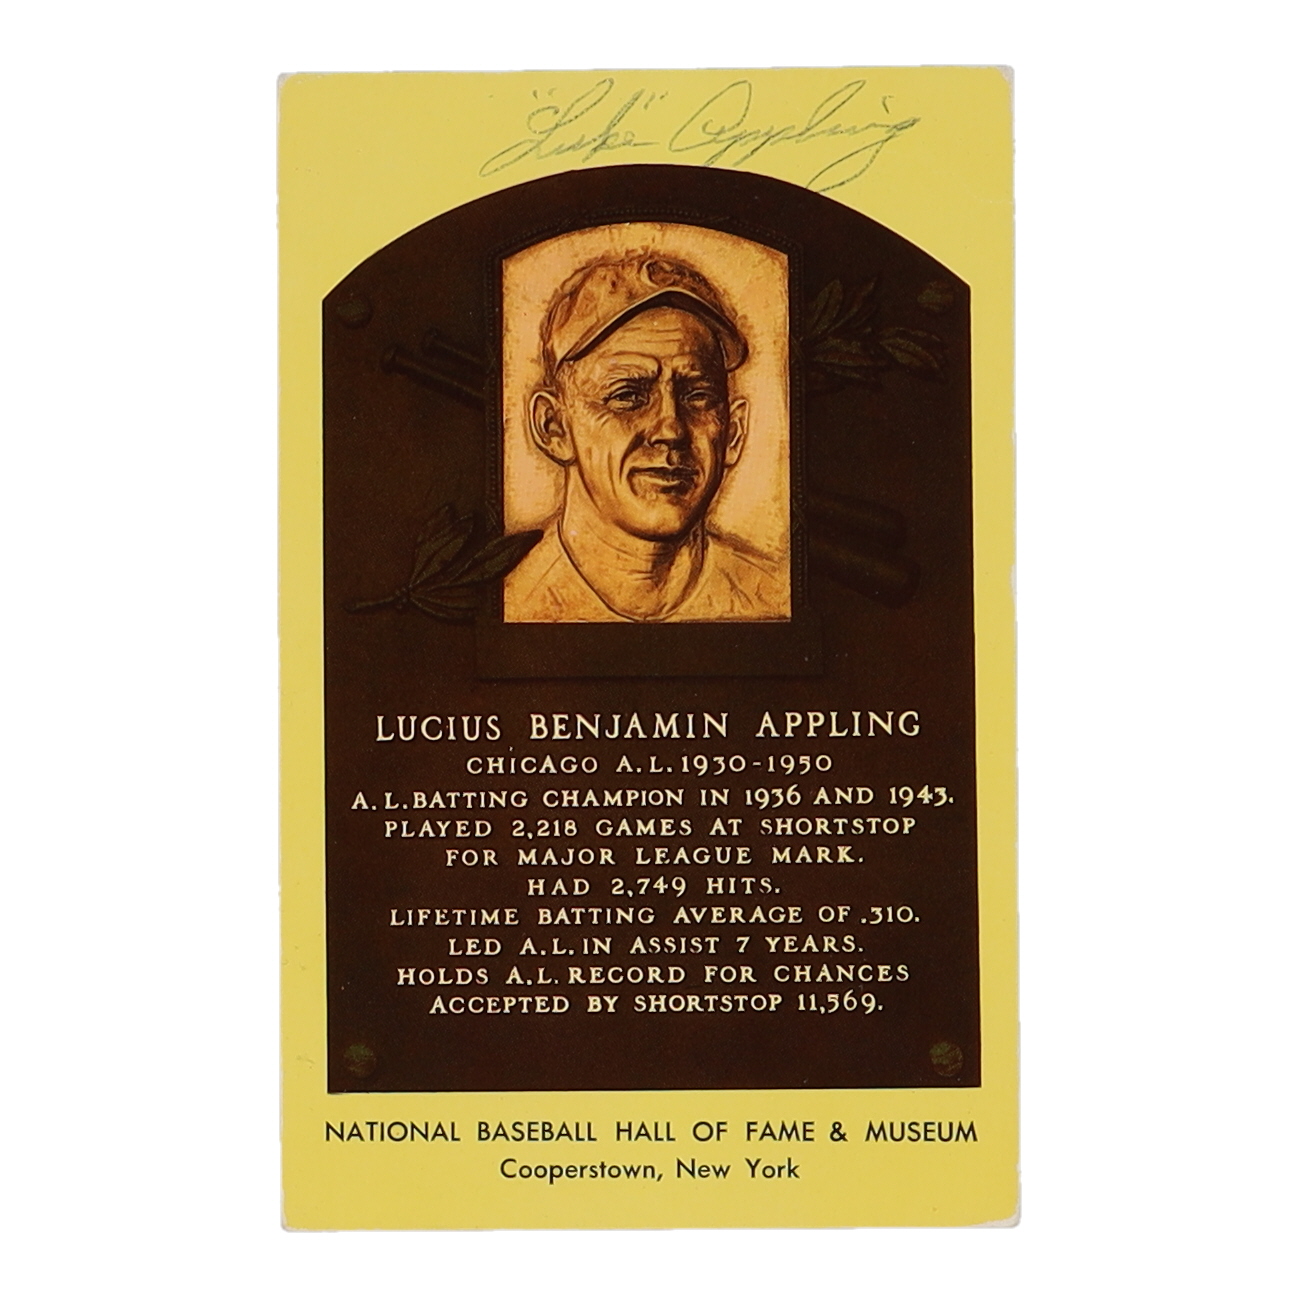 "Luke" Appling
LUCIUS BENJAMIN APPLING
CHICAGO A.L. 1930-1950
A.L. BATTING CHAMPION IN 1936 AND 1943.
PLAYED 2,218 GAMES AT SHORTSTOP
FOR MAJOR LEAGUE MARK.
HAD 2,749 HITS.
LIFETIME BATTING AVERAGE OF .310.
LED A.L. IN ASSIST 7 YEARS.
HOLDS A.L. RECORD FOR CHANCES
ACCEPTED BY SHORTSTOP 11,569.
NATIONAL BASEBALL HALL OF FAME & MUSEUM
Cooperstown, New York